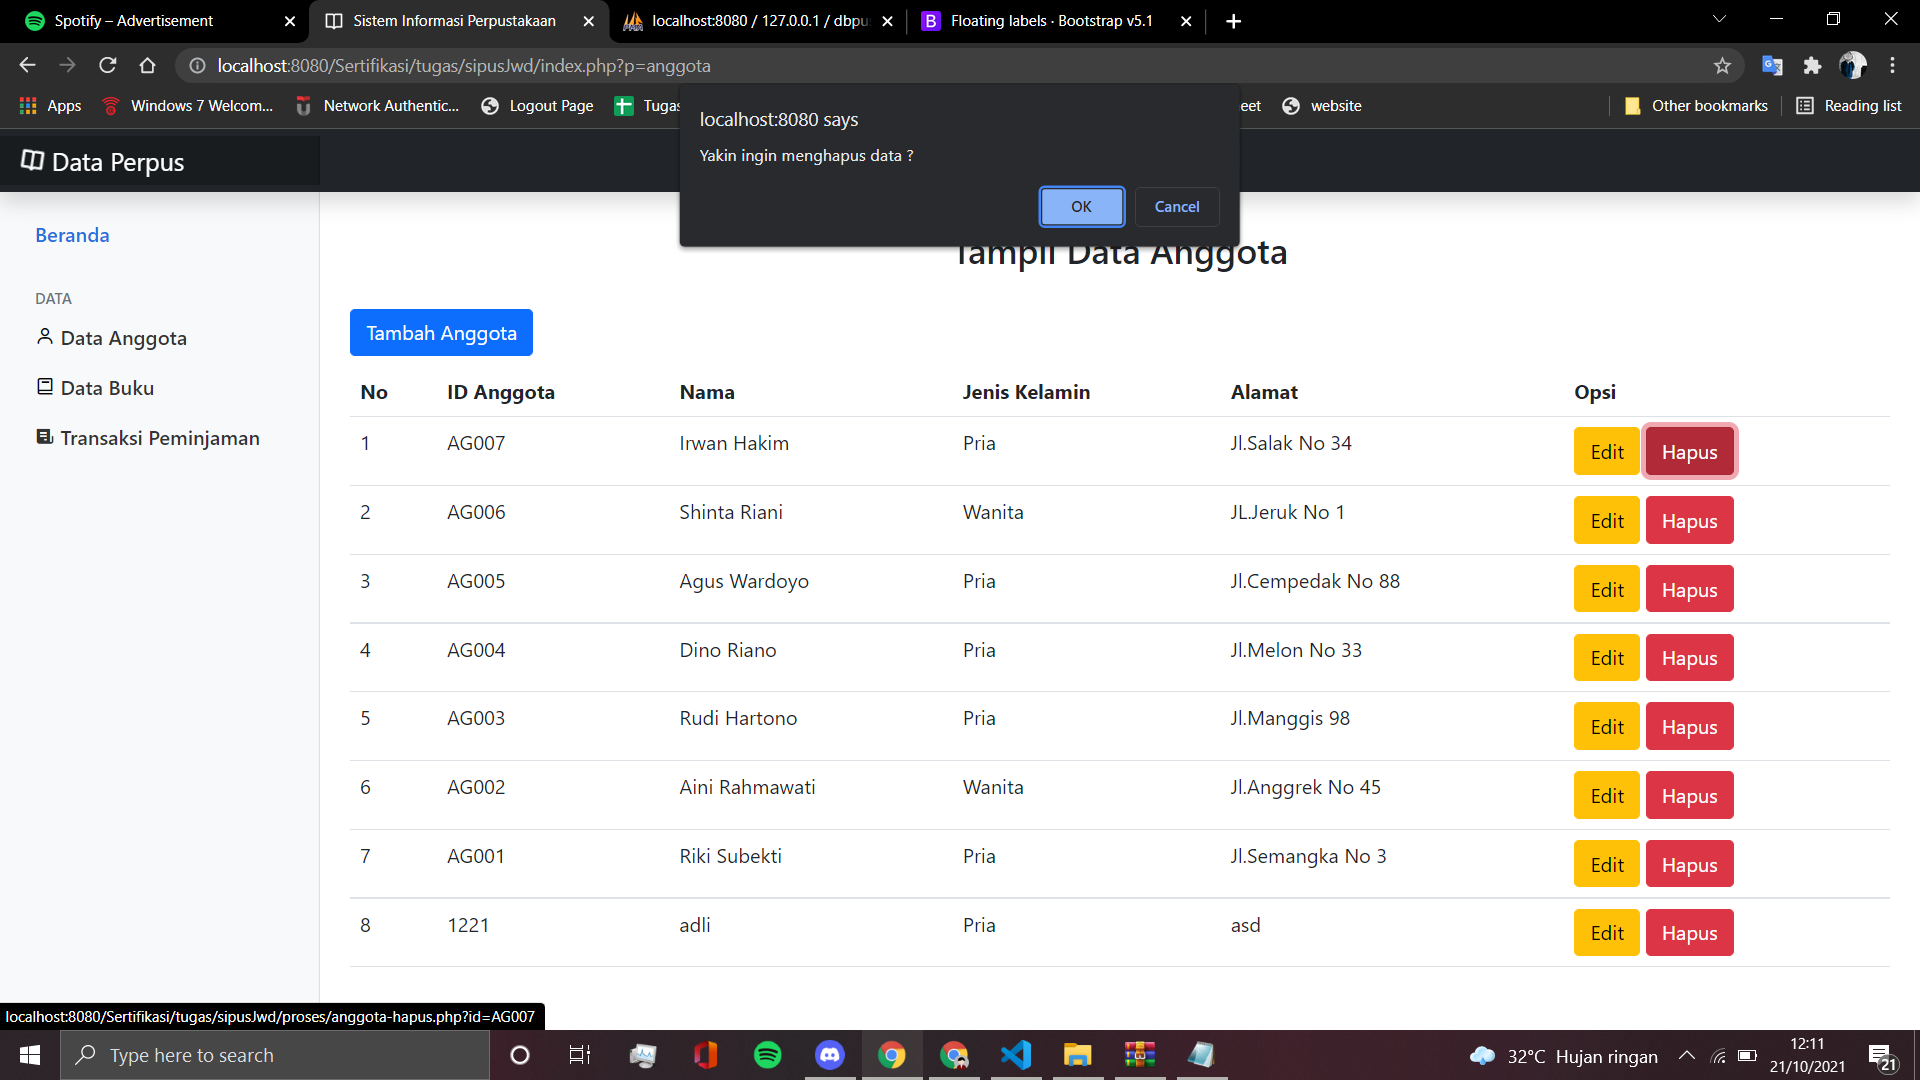 Spotify – Advertisement
Sistem Informasi Perpustakaan
localhost:8080 / 127.0.0.1 / dbpu
Floating labels · Bootstrap v5.1
localhost:8080/Sertifikasi/tugas/sipusJwd/index.php?p=anggota
Apps
Windows 7 Welcom...
Network Authentic...
Logout Page
Tugas
eet
website
Other bookmarks
Reading list
localhost:8080 says
Yakin ingin menghapus data ?
OK
Cancel
Data Perpus
Beranda
DATA
Data Anggota
Data Buku
Transaksi Peminjaman
Tampil Data Anggota
Tambah Anggota
No ID Anggota Nama Jenis Kelamin Alamat Opsi
1 AG007 Irwan Hakim Pria Jl.Salak No 34 Edit Hapus
2 AG006 Shinta Riani Wanita JL.Jeruk No 1 Edit Hapus
3 AG005 Agus Wardoyo Pria Jl.Cempedak No 88 Edit Hapus
4 AG004 Dino Riano Pria Jl.Melon No 33 Edit Hapus
5 AG003 Rudi Hartono Pria Jl.Manggis 98 Edit Hapus
6 AG002 Aini Rahmawati Wanita Jl.Anggrek No 45 Edit Hapus
7 AG001 Riki Subekti Pria Jl.Semangka No 3 Edit Hapus
8 1221 adli Pria asd Edit Hapus
localhost:8080/Sertifikasi/tugas/sipusJwd/proses/anggota-hapus.php?id=AG007
Type here to search
32°C Hujan ringan
12:11
21/10/2021
21